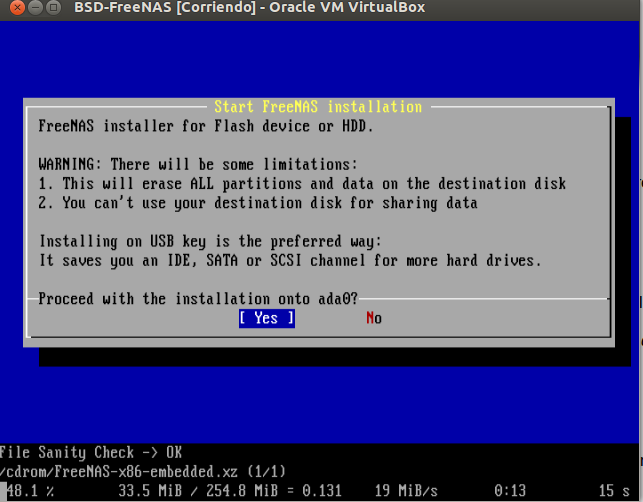 BSD-FreeNAS [Corriendo] - Oracle VM VirtualBox
Start FreeNAS installation
FreeNAS installer for Flash device or HDD.
WARNING: There will be some limitations:
1. This will erase ALL partitions and data on the destination disk
2. You can't use your destination disk for sharing data
Installing on USB key is the preferred way:
It saves you an IDE, SATA or SCSI channel for more hard drives.
Proceed with the installation onto ada0?
[ Yes ] No
File Sanity Check -> OK
/cdrom/FreeNAS-x86-embedded.xz (1/1)
48.1 % 33.5 MiB / 254.8 MiB = 0.131 19 MiB/s 0:13 15 s